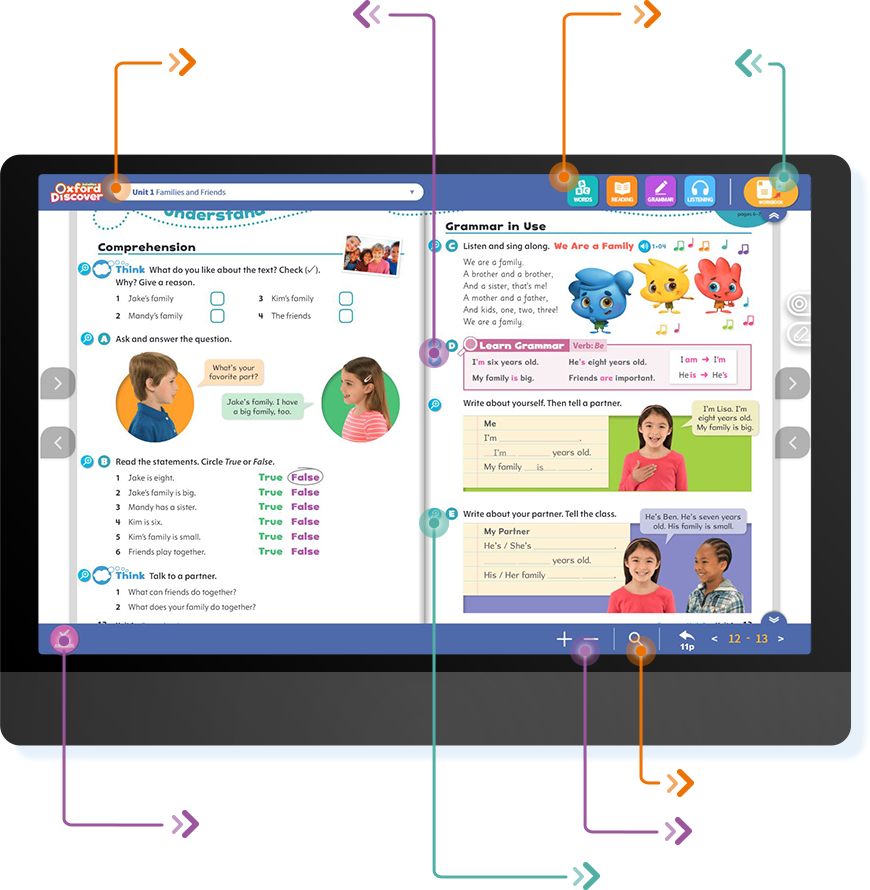 Oxford
Discover
Unit 1 Families and Friends
WORDS
READING
GRAMMAR
LISTENING
WORKBOOK
Understand
Comprehension
Think What do you like about the text? Check (✓).
Why? Give a reason.
1 Jake's family
3 Kim's family
2 Mandy's family
4 The friends
A Ask and answer the question.
What's your
favorite part?
Jake's family. I have
a big family, too.
B Read the statements. Circle True or False.
1 Jake is eight. True False
2 Jake's family is big. True False
3 Mandy has a sister. True False
4 Kim is six. True False
5 Kim's family is small. True False
6 Friends play together. True False
Think Talk to a partner.
1 What can friends do together?
2 What does your family do together?
Grammar in Use
C Listen and sing along. We Are a Family 1•04
We are a family.
A brother and a brother,
And a sister, that's me!
A mother and a father,
And kids, one, two, three!
We are a family.
D Learn Grammar Verb: Be
I'm six years old. He's eight years old.
My family is big. Friends are important.
I am → I'm
He is → He's
Write about yourself. Then tell a partner.
Me
I'm ____.
I'm ____ years old.
My family is ____.
I'm Lisa. I'm
eight years old.
My family is big.
E Write about your partner. Tell the class.
My Partner
He's / She's ____.
____ years old.
His / Her family ____.
He's Ben. He's seven years
old. His family is small.
11p
< 12 - 13 >